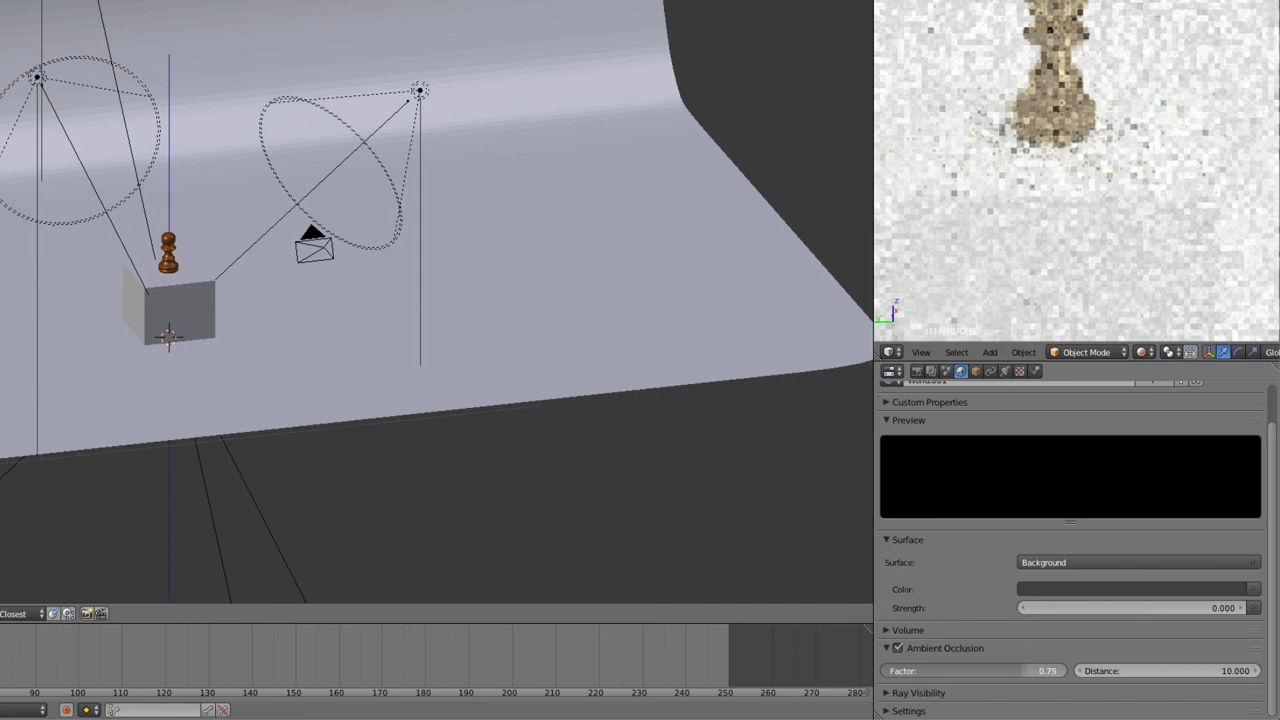 z
View Select Add Object Object Mode Glo
Custom Properties
Preview
Surface
Surface: Background
Color:
Strength: 0.000
Volume
Ambient Occlusion
Factor: 0.75 Distance: 10.000
Ray Visibility
Settings
Closest
90 100 110 120 130 140 150 160 170 180 190 200 210 220 230 240 250 260 270 280